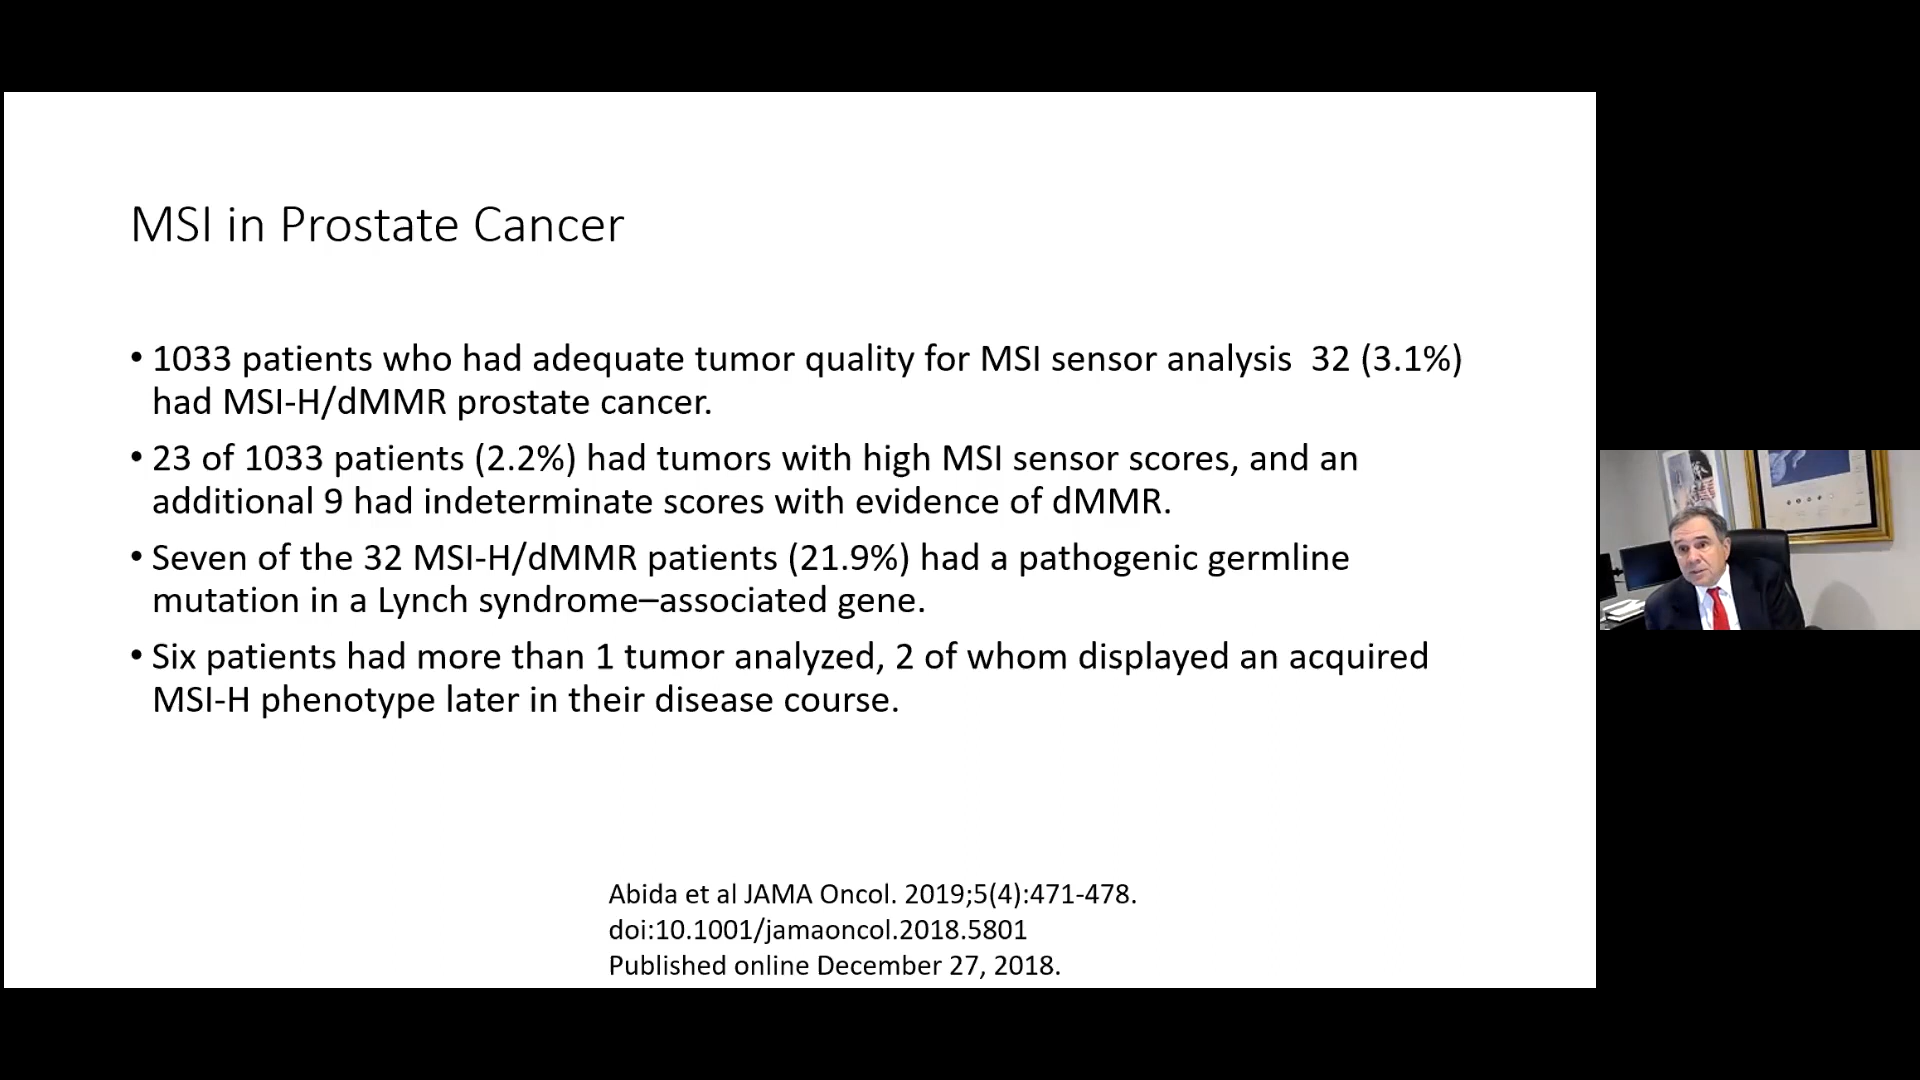 MSI in Prostate Cancer
• 1033 patients who had adequate tumor quality for MSI sensor analysis  32 (3.1%)
had MSI-H/dMMR prostate cancer.
• 23 of 1033 patients (2.2%) had tumors with high MSI sensor scores, and an
additional 9 had indeterminate scores with evidence of dMMR.
• Seven of the 32 MSI-H/dMMR patients (21.9%) had a pathogenic germline
mutation in a Lynch syndrome–associated gene.
• Six patients had more than 1 tumor analyzed, 2 of whom displayed an acquired
MSI-H phenotype later in their disease course.
Abida et al JAMA Oncol. 2019;5(4):471-478.
doi:10.1001/jamaoncol.2018.5801
Published online December 27, 2018.